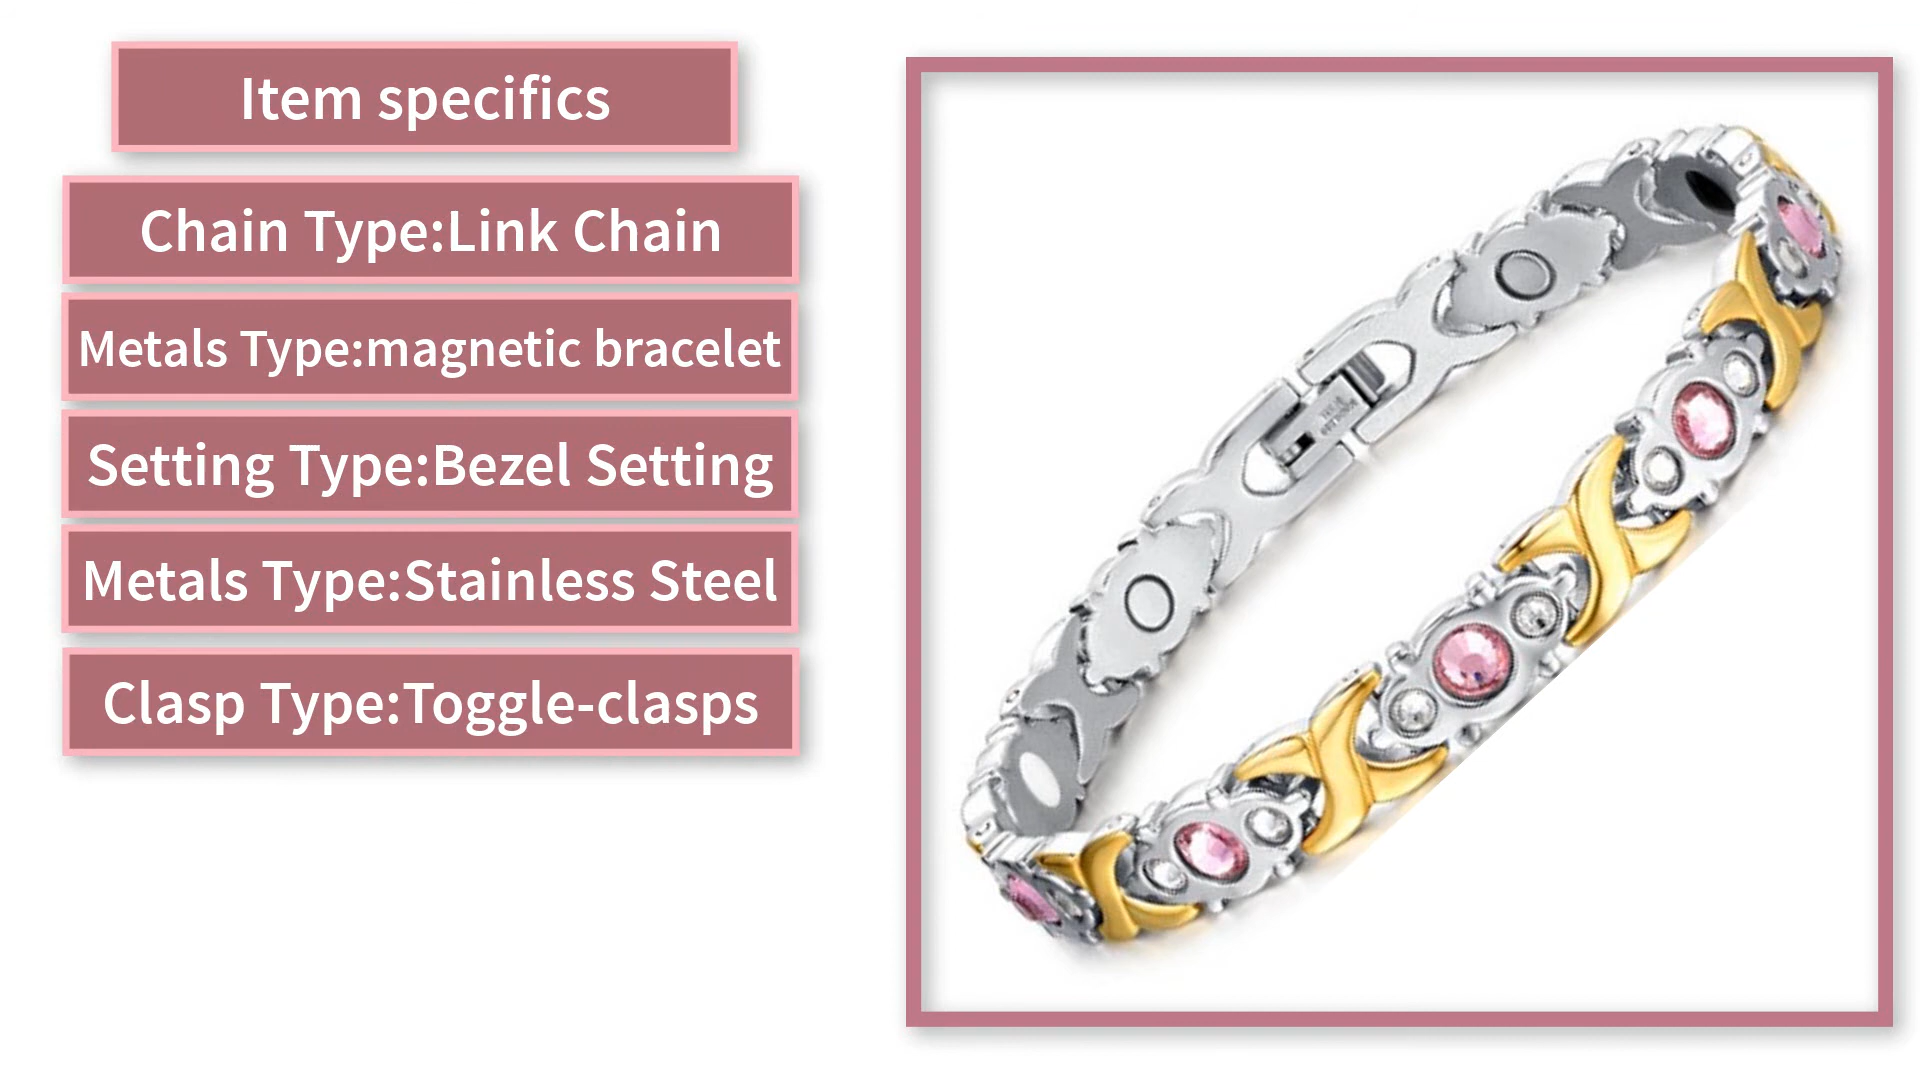 Item specifics
Chain Type:Link Chain
Metals Type:magnetic bracelet
Setting Type:Bezel Setting
Metals Type:Stainless Steel
Clasp Type:Toggle-clasps